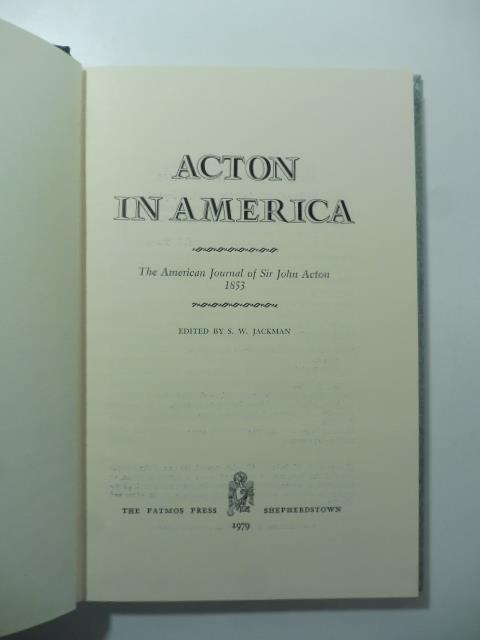 ACTON
IN AMERICA
The American Journal of Sir John Acton
1853
EDITED BY S. W. JACKMAN
THE PATMOS PRESS SHEPHERDSTOWN
1979